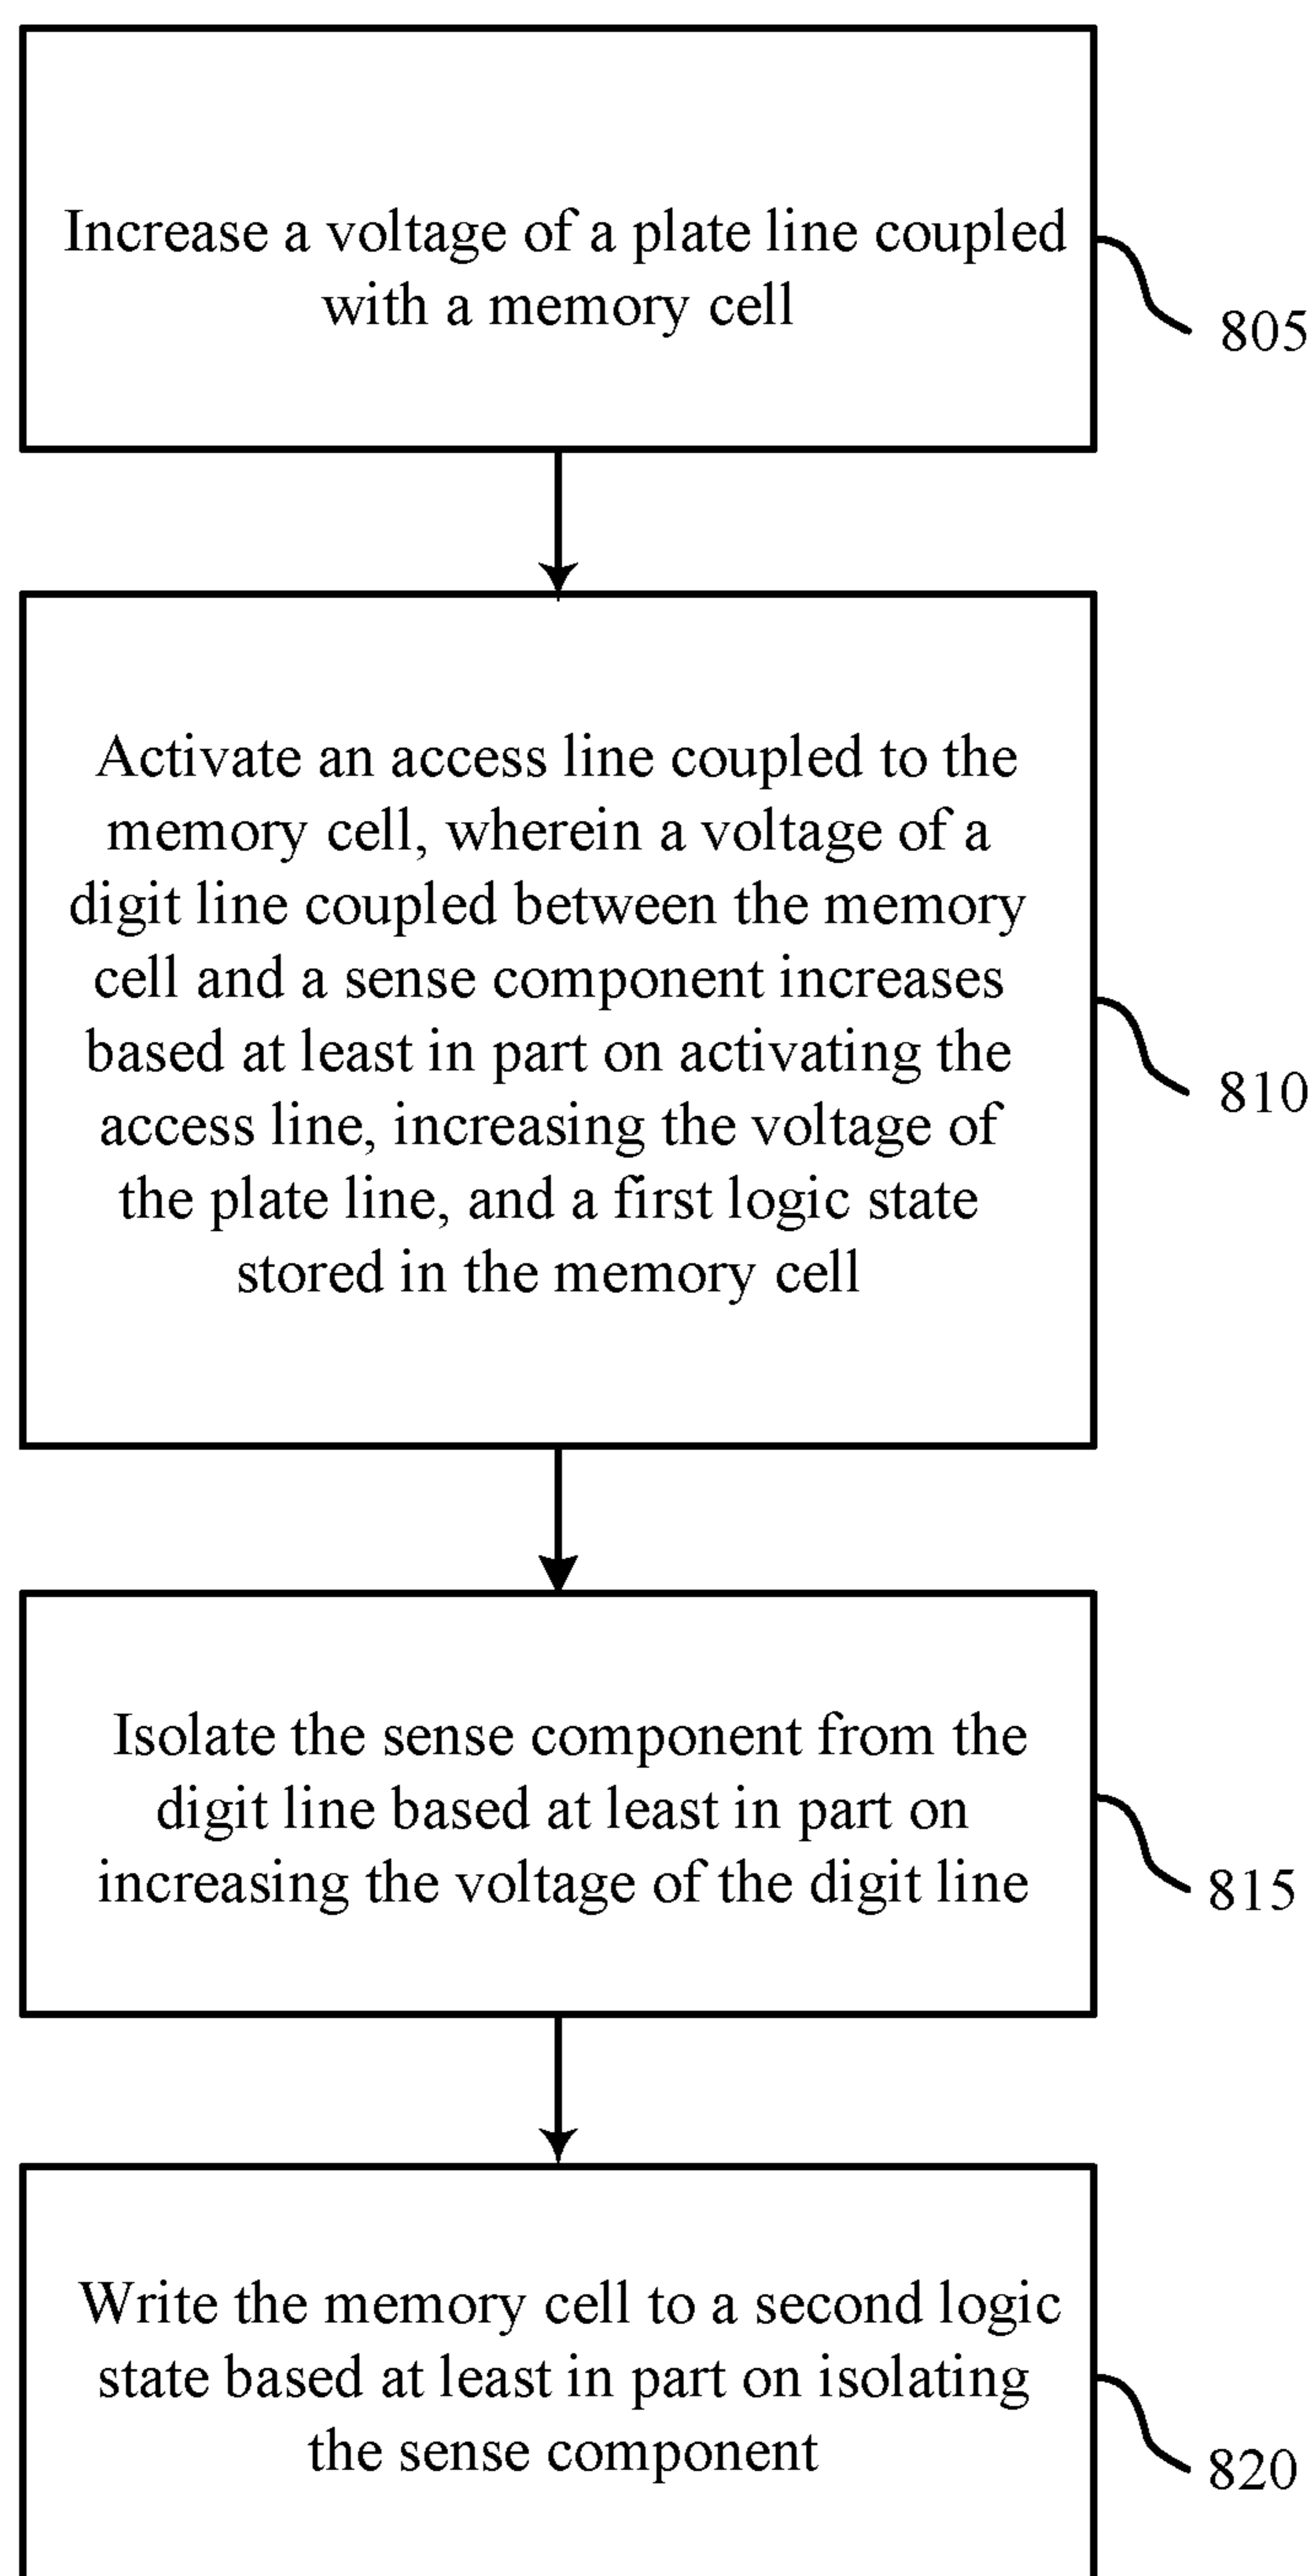 Increase a voltage of a plate line coupled
with a memory cell
805
Activate an access line coupled to the
memory cell, wherein a voltage of a
digit line coupled between the memory
cell and a sense component increases
based at least in part on activating the
access line, increasing the voltage of
the plate line, and a first logic state
stored in the memory cell
810
Isolate the sense component from the
digit line based at least in part on
increasing the voltage of the digit line
815
Write the memory cell to a second logic
state based at least in part on isolating
the sense component
820